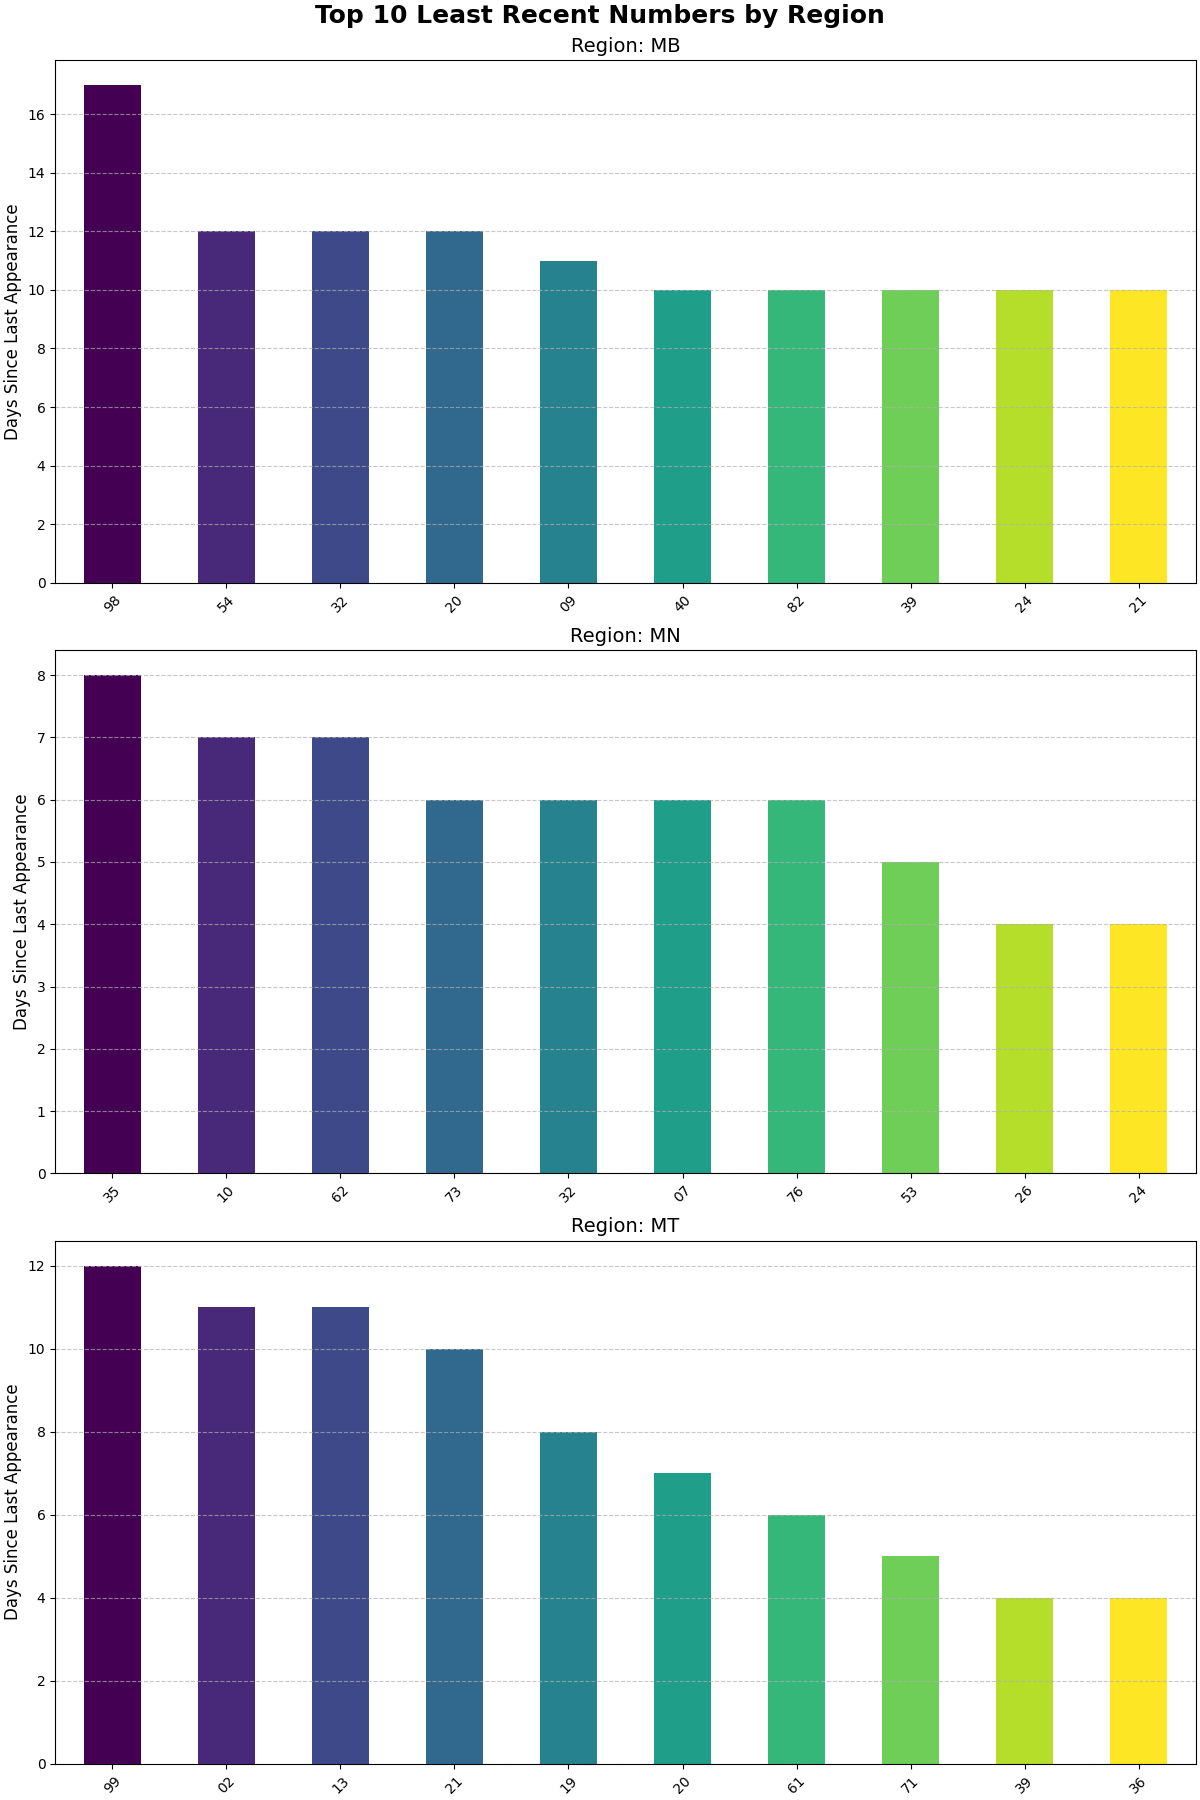 Top 10 Least Recent Numbers by Region
Region: MB
Days Since Last Appearance
16
14
12
10
8
6
4
2
0
98 54 32 20 09 40 82 39 24 21
Region: MN
Days Since Last Appearance
8
7
6
5
4
3
2
1
0
35 10 62 73 32 07 76 53 26 24
Region: MT
Days Since Last Appearance
12
10
8
6
4
2
0
99 02 13 21 19 20 61 71 39 36